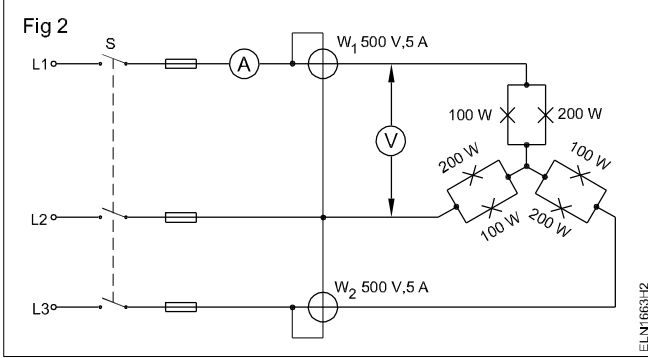 Fig 2
S
L1
A
W1 500 V,5 A
100 W
200 W
V
200 W
100 W
100 W
200 W
L2
L3
W2 500 V,5 A
ELN1663H2